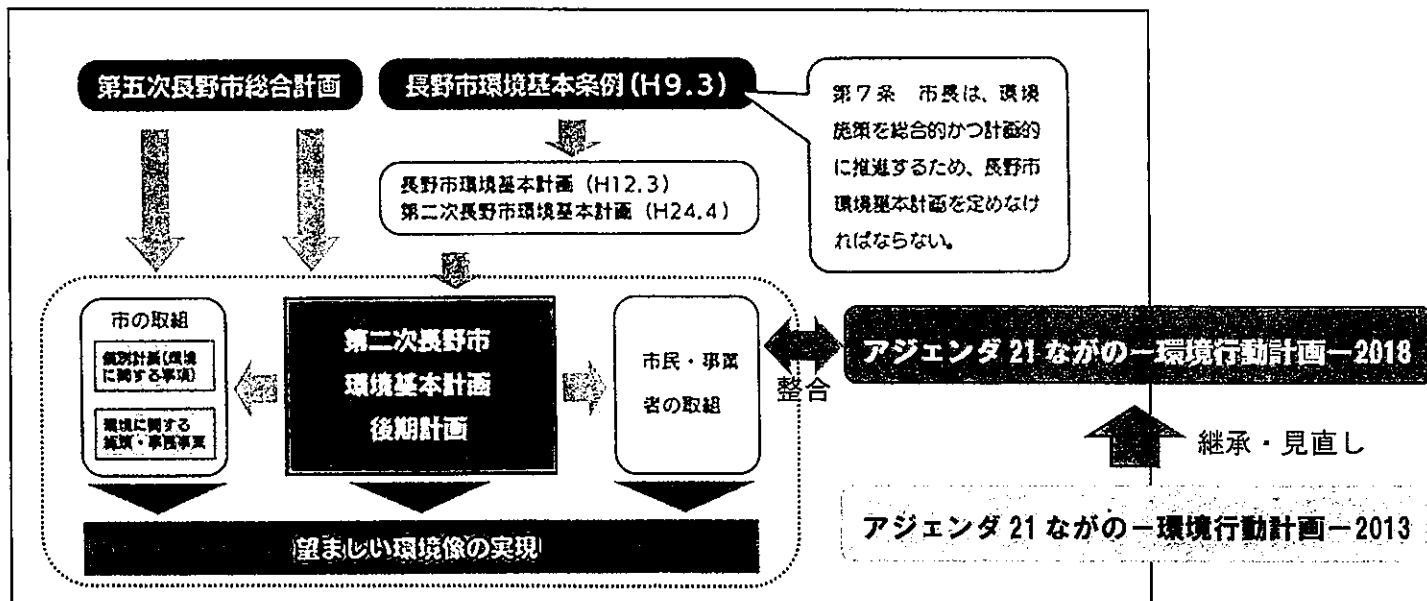 第五次長野市総合計画
長野市環境基本条例(H9.3)
第7条 市長は、環境
施策を総合的かつ計画的
に推進するため、長野市
環境基本計画を定めなけ
ればならない。
長野市環境基本計画(H12.3)
第二次長野市環境基本計画(H24.4)
市の取組
個別計画(環境
に関する事項)
環境に関する
施策・事務事業
第二次長野市
環境基本計画
後期計画
市民・事業
者の取組
整合
アジェンダ21ながの-環境行動計画-2018
継承・見直し
アジェンダ21ながの-環境行動計画-2013
望ましい環境像の実現